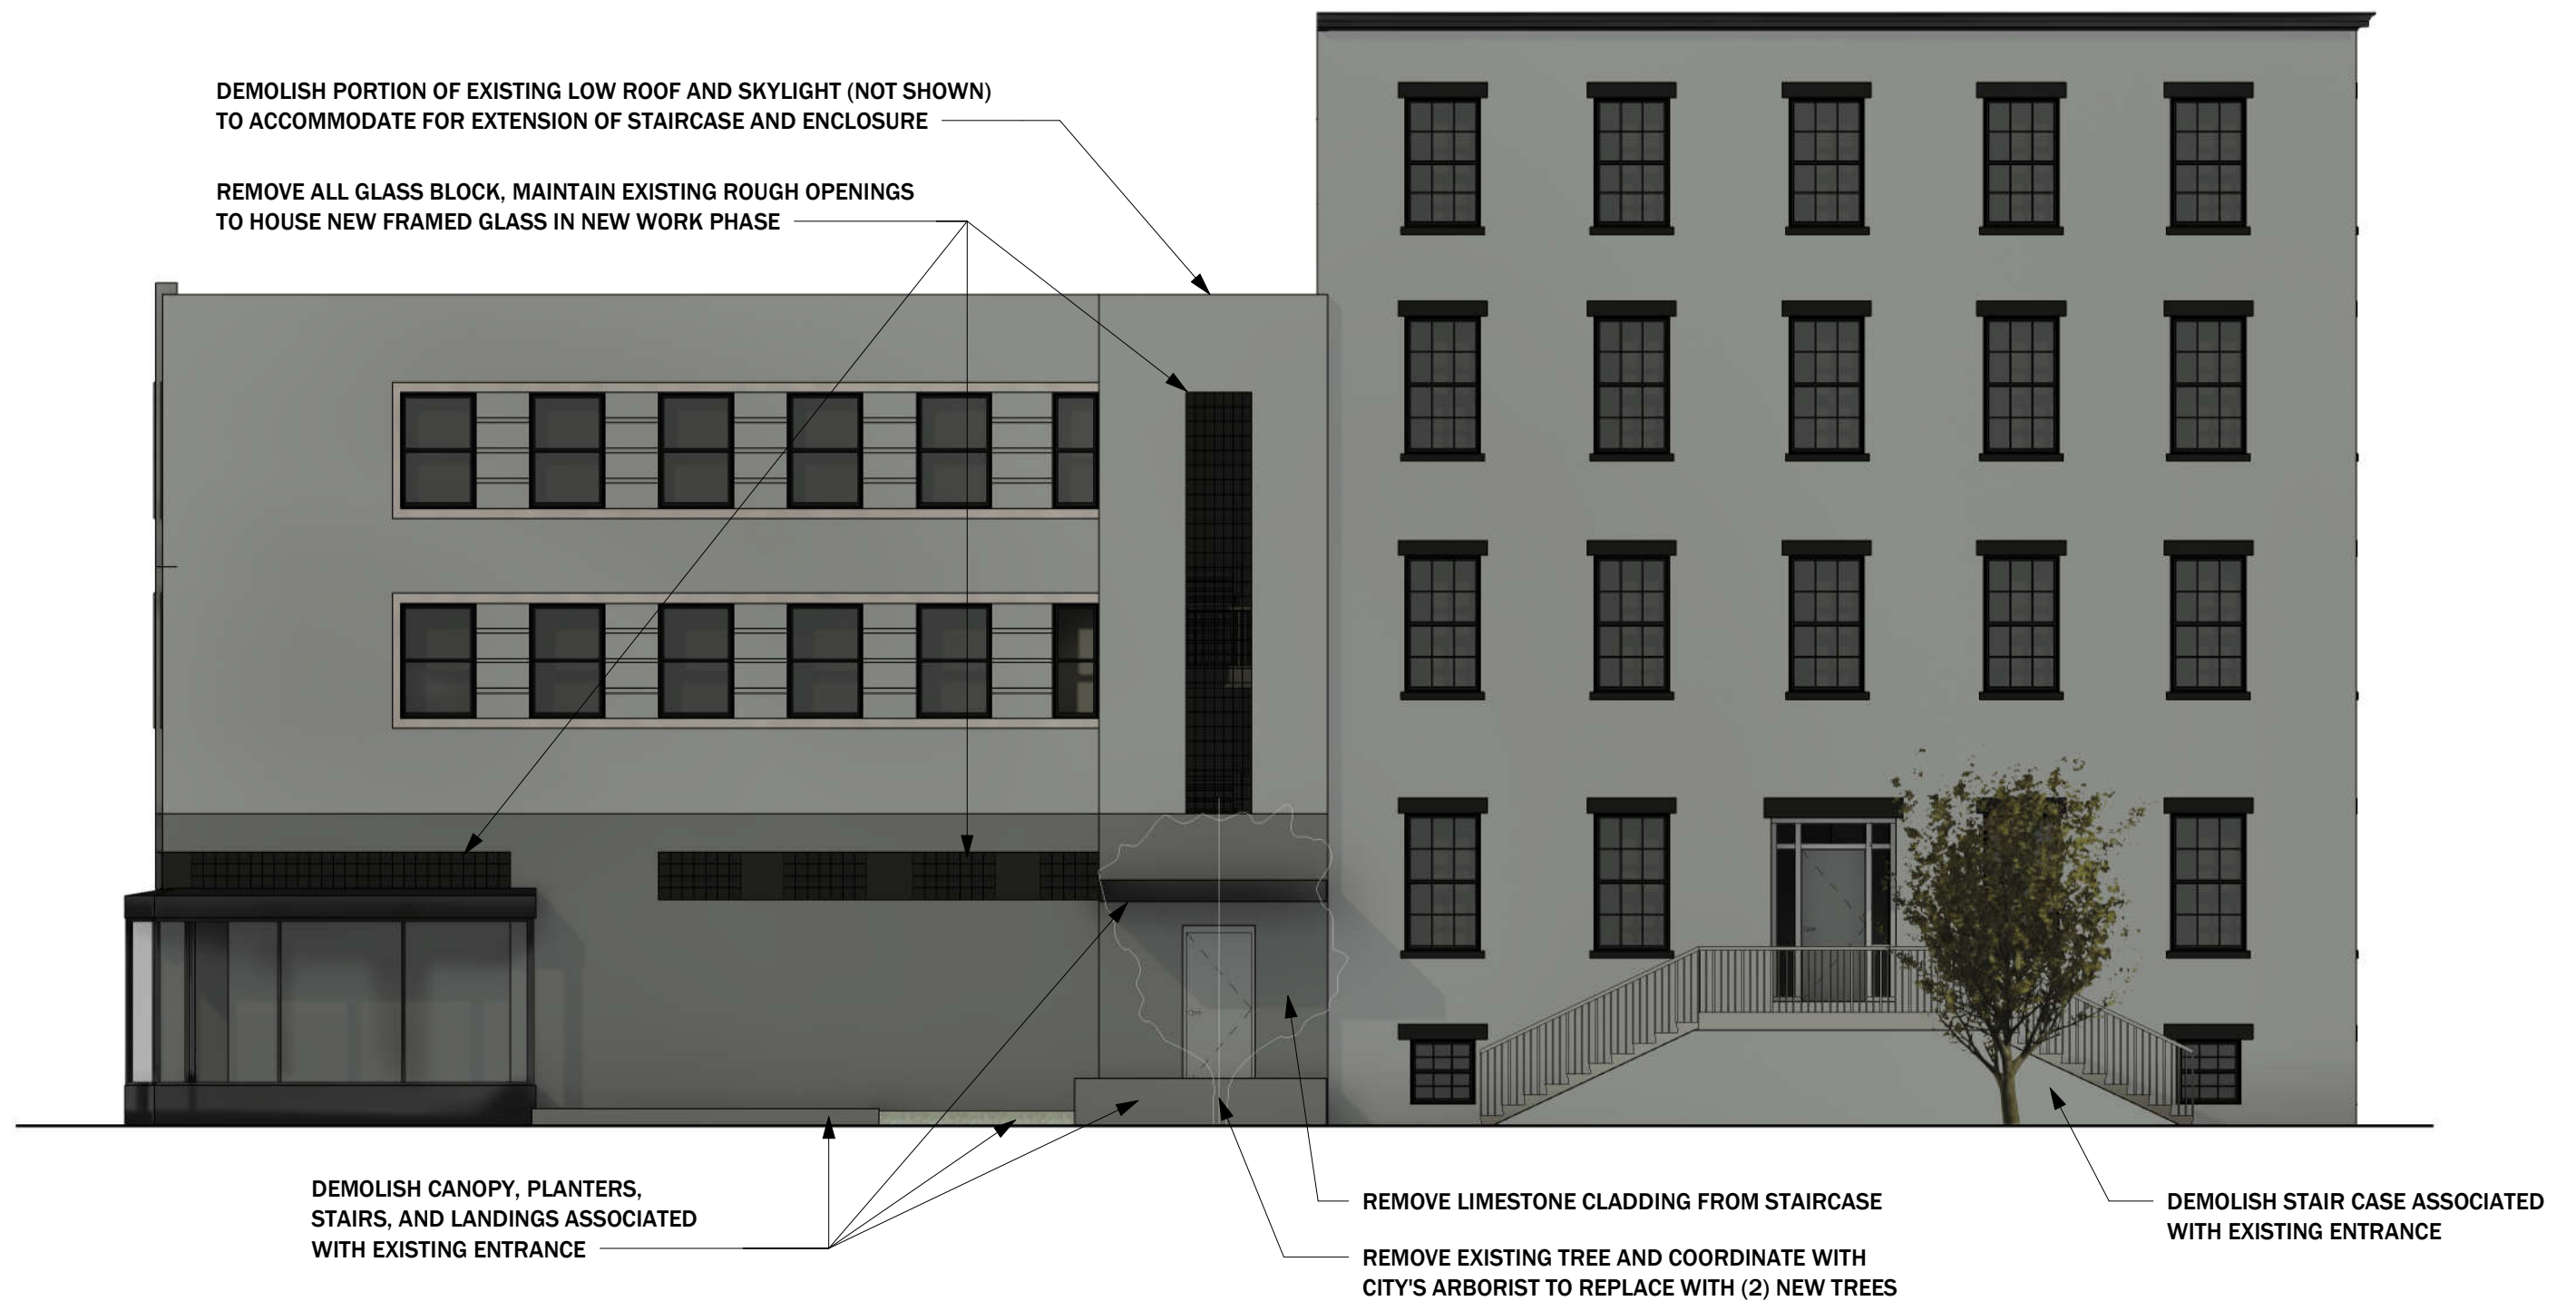 DEMOLISH PORTION OF EXISTING LOW ROOF AND SKYLIGHT (NOT SHOWN)
TO ACCOMMODATE FOR EXTENSION OF STAIRCASE AND ENCLOSURE
REMOVE ALL GLASS BLOCK, MAINTAIN EXISTING ROUGH OPENINGS
TO HOUSE NEW FRAMED GLASS IN NEW WORK PHASE
DEMOLISH CANOPY, PLANTERS,
STAIRS, AND LANDINGS ASSOCIATED
WITH EXISTING ENTRANCE
REMOVE LIMESTONE CLADDING FROM STAIRCASE
REMOVE EXISTING TREE AND COORDINATE WITH
CITY'S ARBORIST TO REPLACE WITH (2) NEW TREES
DEMOLISH STAIR CASE ASSOCIATED
WITH EXISTING ENTRANCE